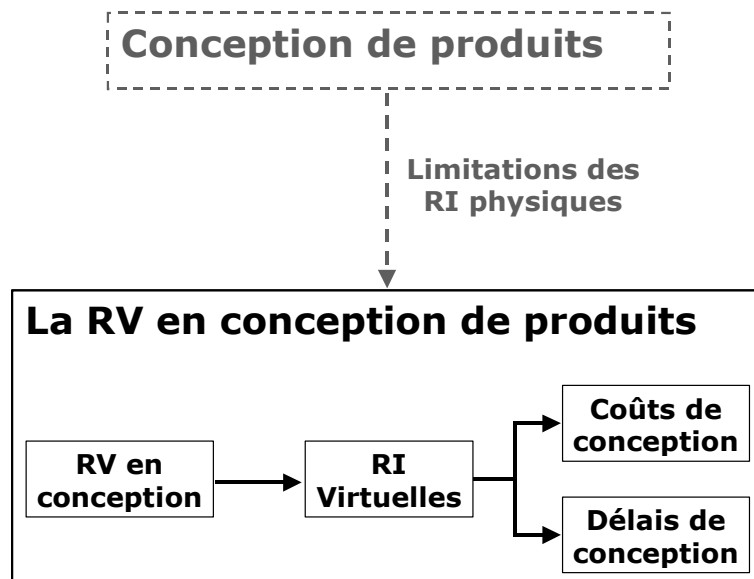 Conception de produits
Limitations des
RI physiques
La RV en conception de produits
RV en
conception
RI
Virtuelles
Coûts de
conception
Délais de
conception